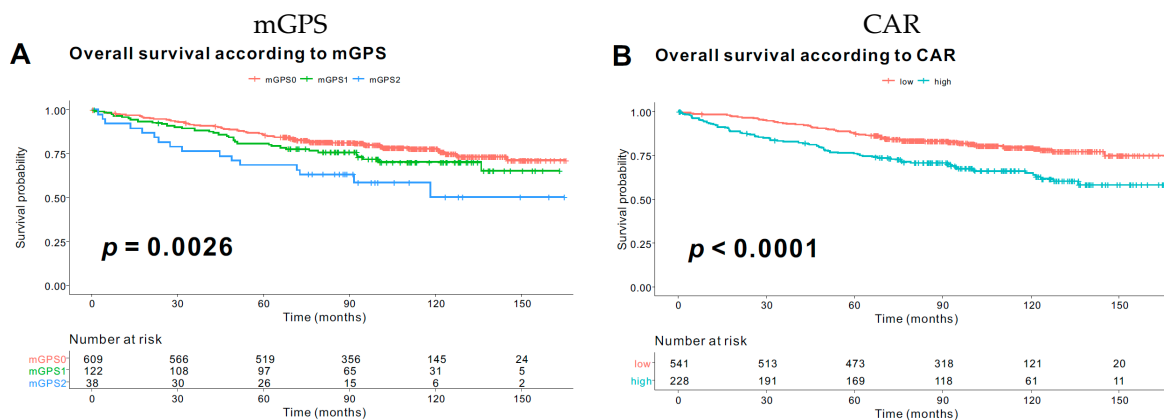 mGPS
A Overall survival according to mGPS
mGPS0 mGPS1 mGPS2
1.00
0.75
0.50
0.25
0.00
Survival probability
p = 0.0026
0 30 60 90 120 150
Time (months)
Number at risk
mGPS0 609 566 519 356 145 24
mGPS1 122 108 97 65 31 5
mGPS2 38 30 26 15 6 2
0 30 60 90 120 150
Time (months)
CAR
B Overall survival according to CAR
low high
1.00
0.75
0.50
0.25
0.00
Survival probability
p < 0.0001
0 30 60 90 120 150
Time (months)
Number at risk
low 541 513 473 318 121 20
high 228 191 169 118 61 11
0 30 60 90 120 150
Time (months)